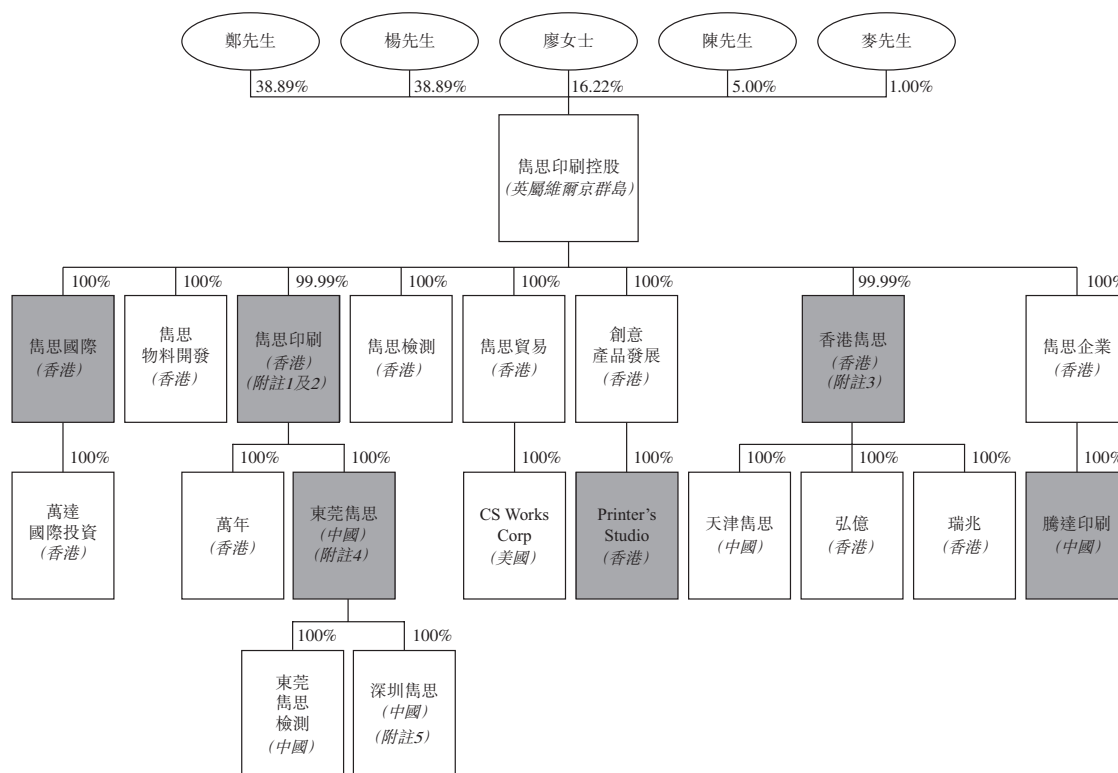 鄭先生
楊先生
廖女士
陳先生
麥先生
38.89%
38.89%
16.22%
5.00%
1.00%
雋思印刷控股
(英屬維爾京群島)
100%
100%
99.99%
100%
100%
100%
99.99%
100%
雋思國際
(香港)
雋思
物料開發
(香港)
雋思印刷
(香港)
(附註1及2)
雋思檢測
(香港)
雋思貿易
(香港)
創意
產品發展
(香港)
香港雋思
(香港)
(附註3)
雋思企業
(香港)
100%
100%
100%
100%
100%
100%
100%
100%
100%
萬達
國際投資
(香港)
萬年
(香港)
東莞雋思
(中國)
(附註4)
CS Works
Corp
(美國)
Printer's
Studio
(香港)
天津雋思
(中國)
弘億
(香港)
瑞兆
(香港)
騰達印刷
(中國)
100%
100%
東莞
雋思
檢測
(中國)
深圳雋思
(中國)
(附註5)